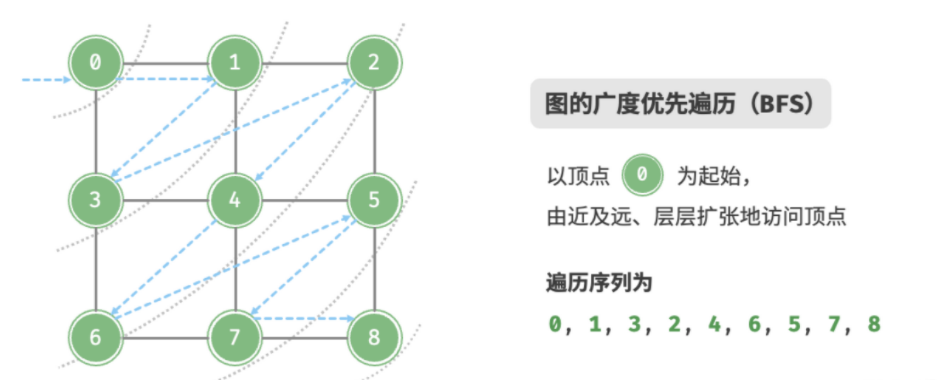 0 1 2
3 4 5
6 7 8
图的广度优先遍历（BFS）
以顶点 0 为起始，
由近及远、层层扩张地访问顶点
遍历序列为
0, 1, 3, 2, 4, 6, 5, 7, 8